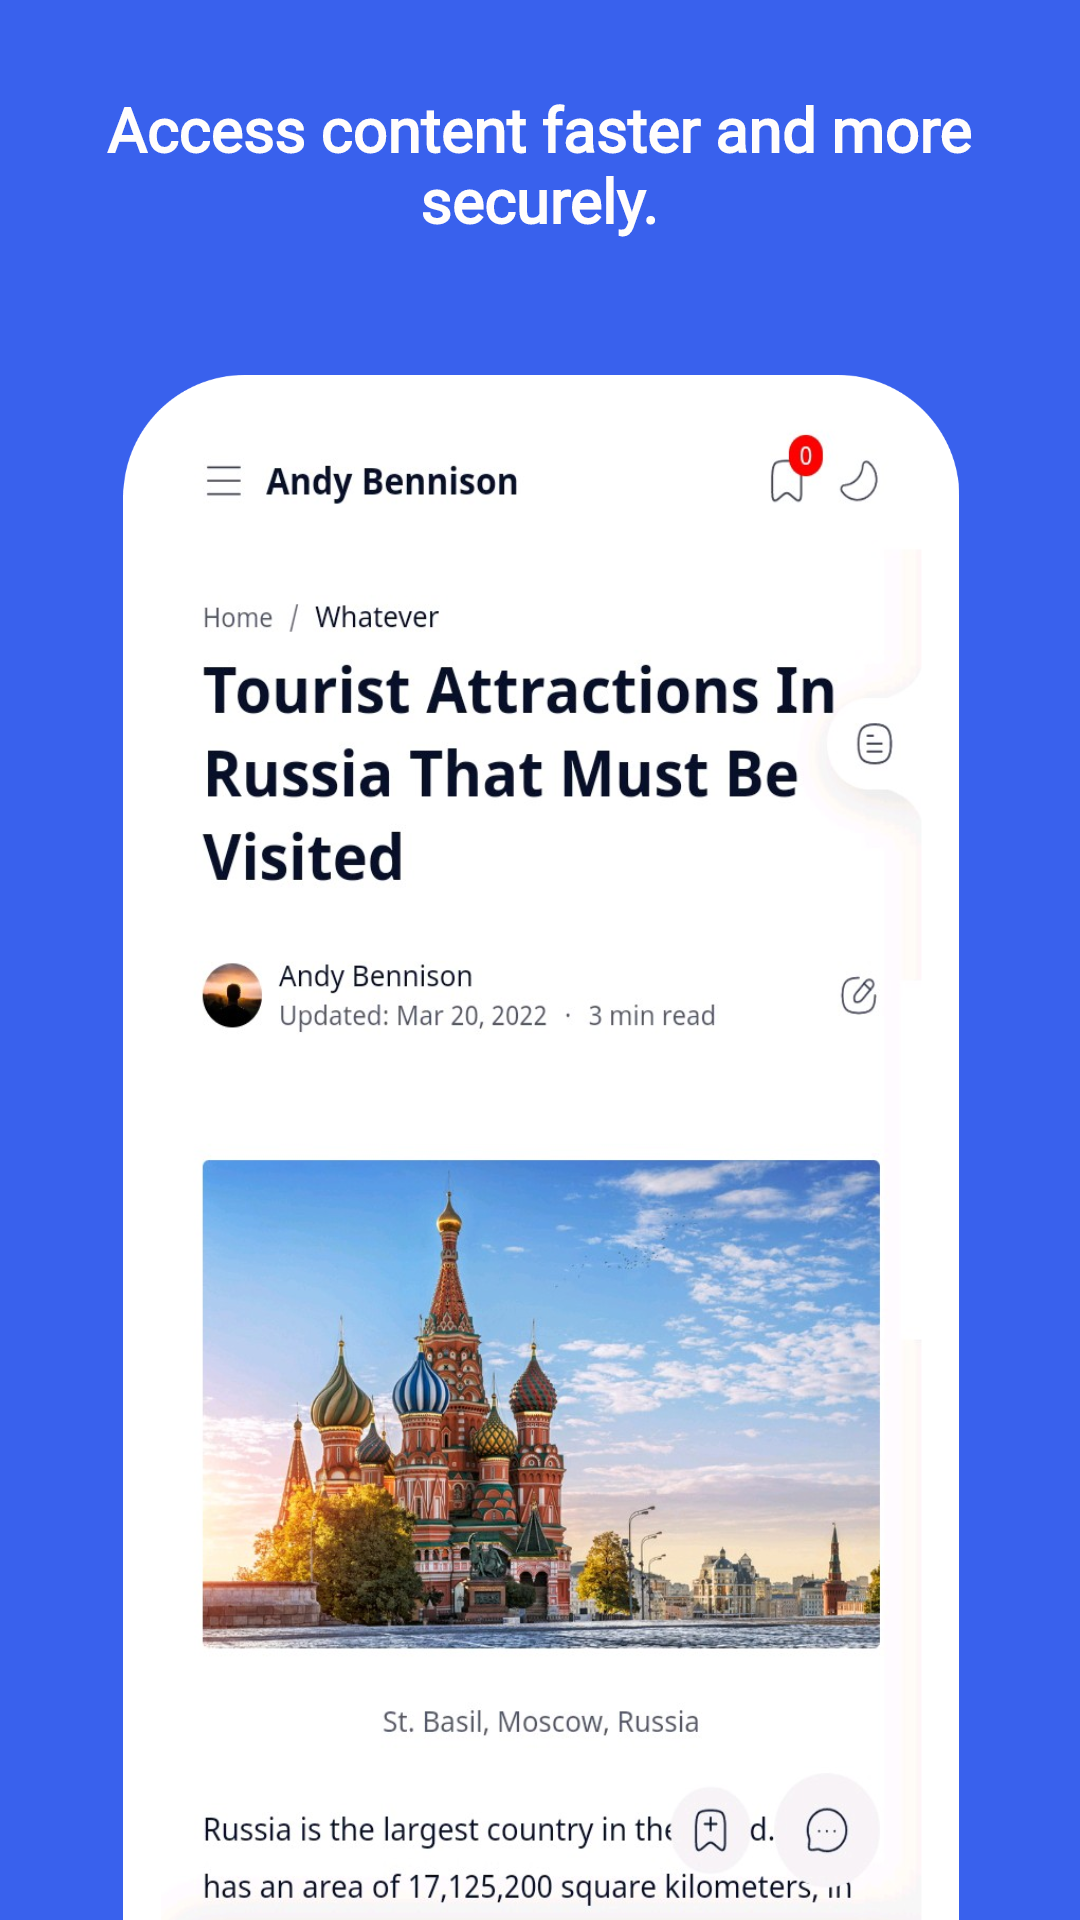 Access content faster and more
securely.
Andy Bennison
0
Home / Whatever
Tourist Attractions In
Russia That Must Be
Visited
Andy Bennison
Updated: Mar 20, 2022 · 3 min read
St. Basil, Moscow, Russia
Russia is the largest country in the
has an area of 17,125,200 square kilometers, in